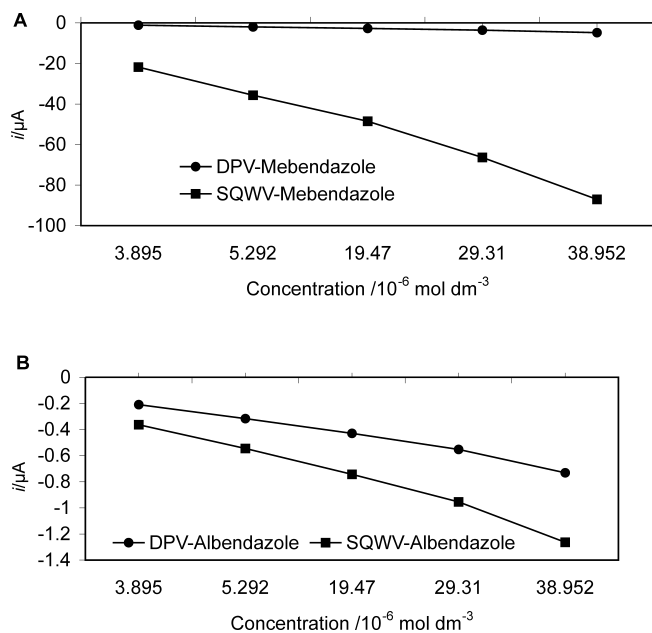 A
0
-20
-40
-60
-80
-100
i/µA
DPV-Mebendazole
SQWV-Mebendazole
3.895 5.292 19.47 29.31 38.952
Concentration /10⁻⁶ mol dm⁻³
B
0
-0.2
-0.4
-0.6
-0.8
-1
-1.2
-1.4
i/µA
DPV-Albendazole SQWV-Albendazole
3.895 5.292 19.47 29.31 38.952
Concentration /10⁻⁶ mol dm⁻³